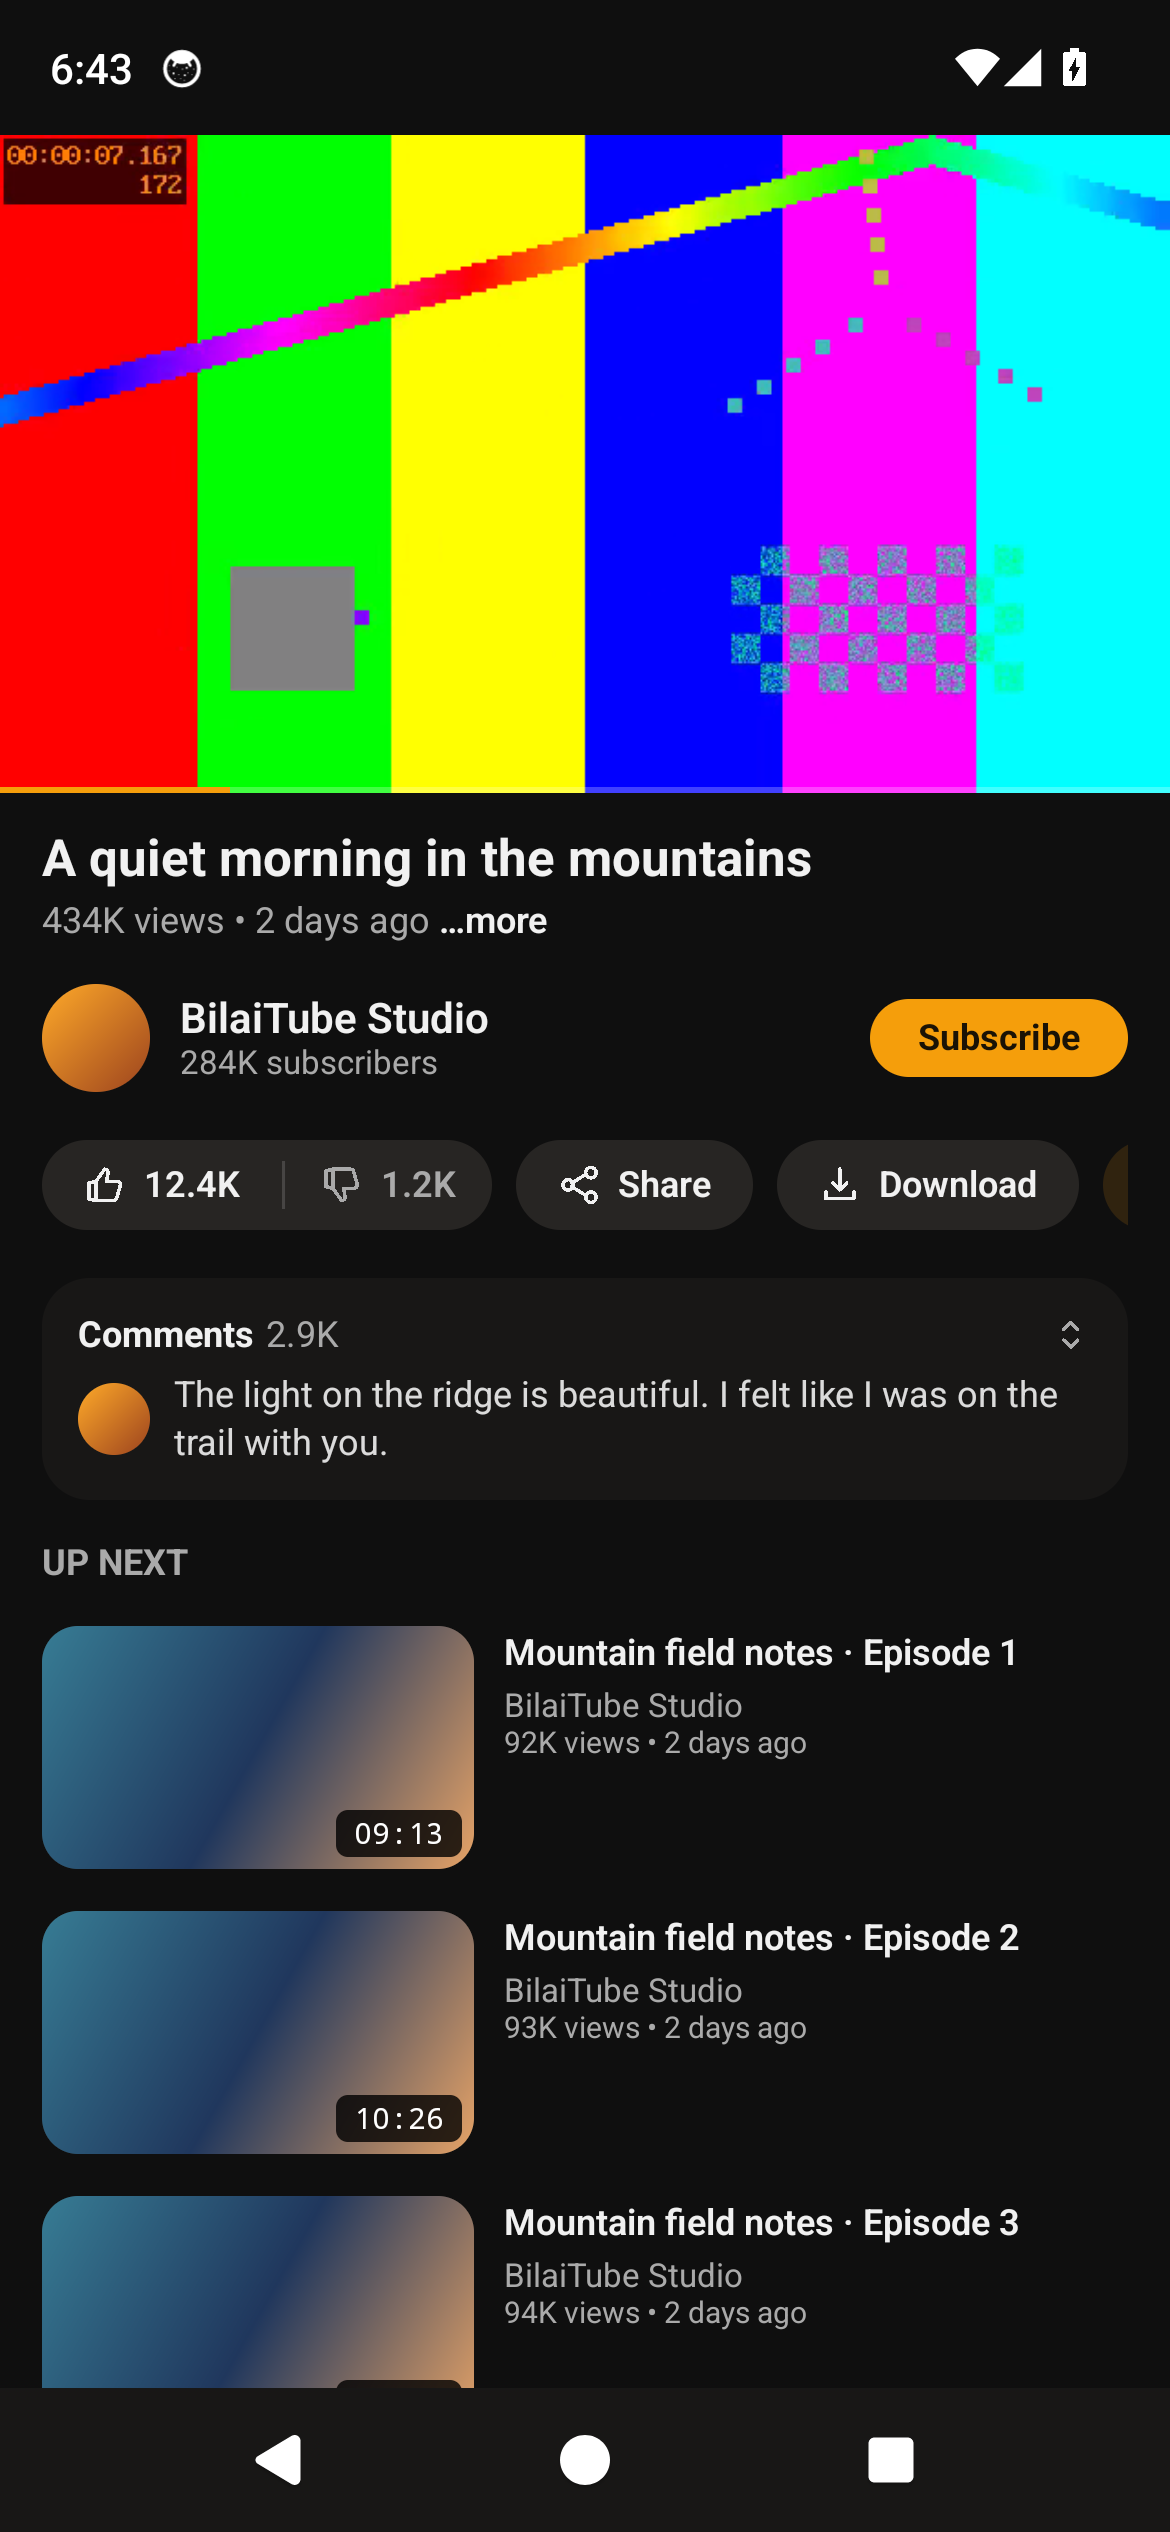 6:43
00:00:07.167
172
A quiet morning in the mountains
434K views • 2 days ago ...more
BilaiTube Studio
284K subscribers
Subscribe
12.4K
1.2K
Share
Download
Comments 2.9K
The light on the ridge is beautiful. I felt like I was on the
trail with you.
UP NEXT
Mountain field notes · Episode 1
BilaiTube Studio
92K views • 2 days ago
09:13
Mountain field notes · Episode 2
BilaiTube Studio
93K views • 2 days ago
10:26
Mountain field notes · Episode 3
BilaiTube Studio
94K views • 2 days ago